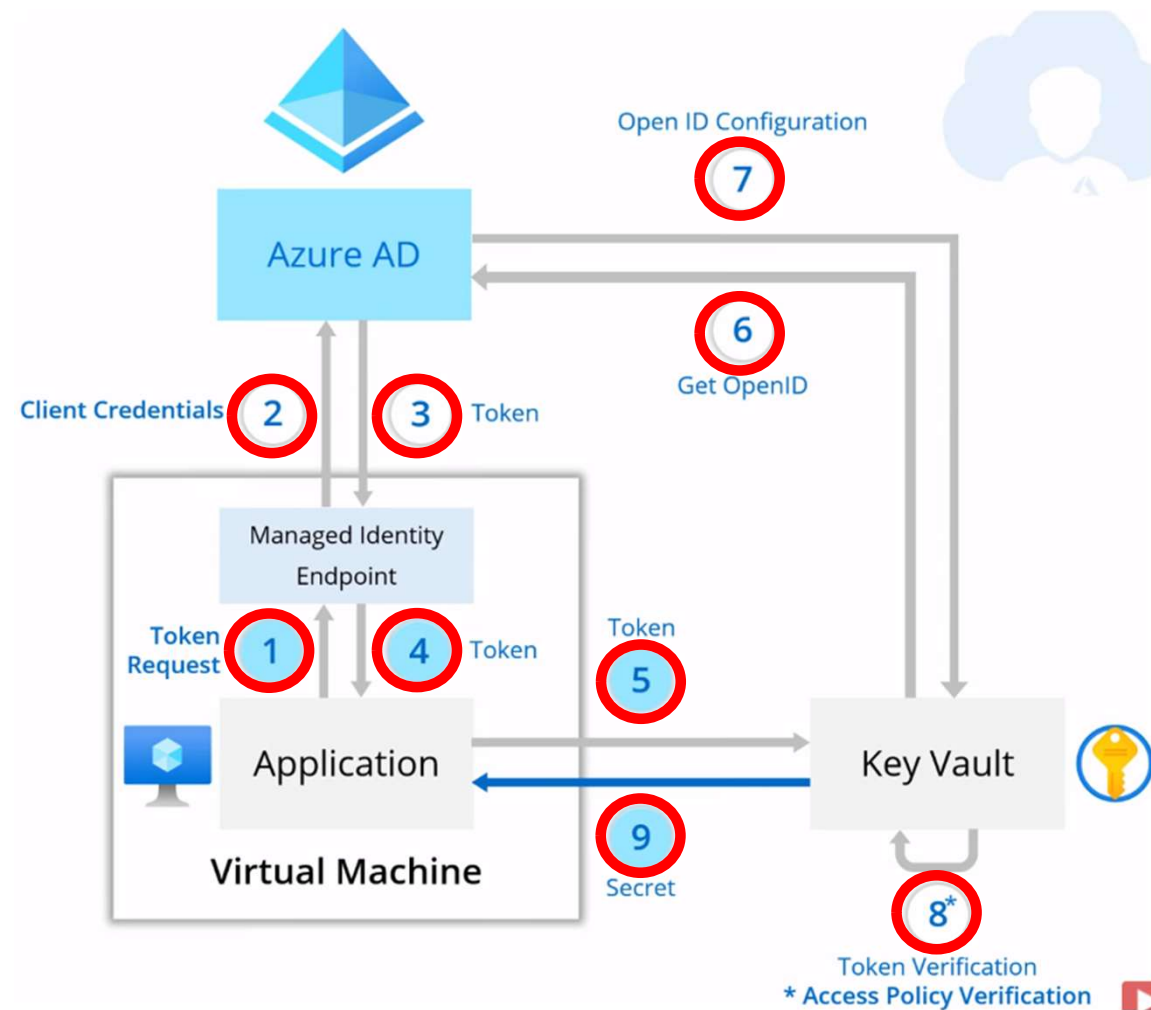 Open ID Configuration
7
Azure AD
6
Get OpenID
Client Credentials
2
3
Token
Managed Identity
Endpoint
Token
Request
1
4
Token
Token
5
Application
Key Vault
9
Secret
Virtual Machine
8*
Token Verification
* Access Policy Verification